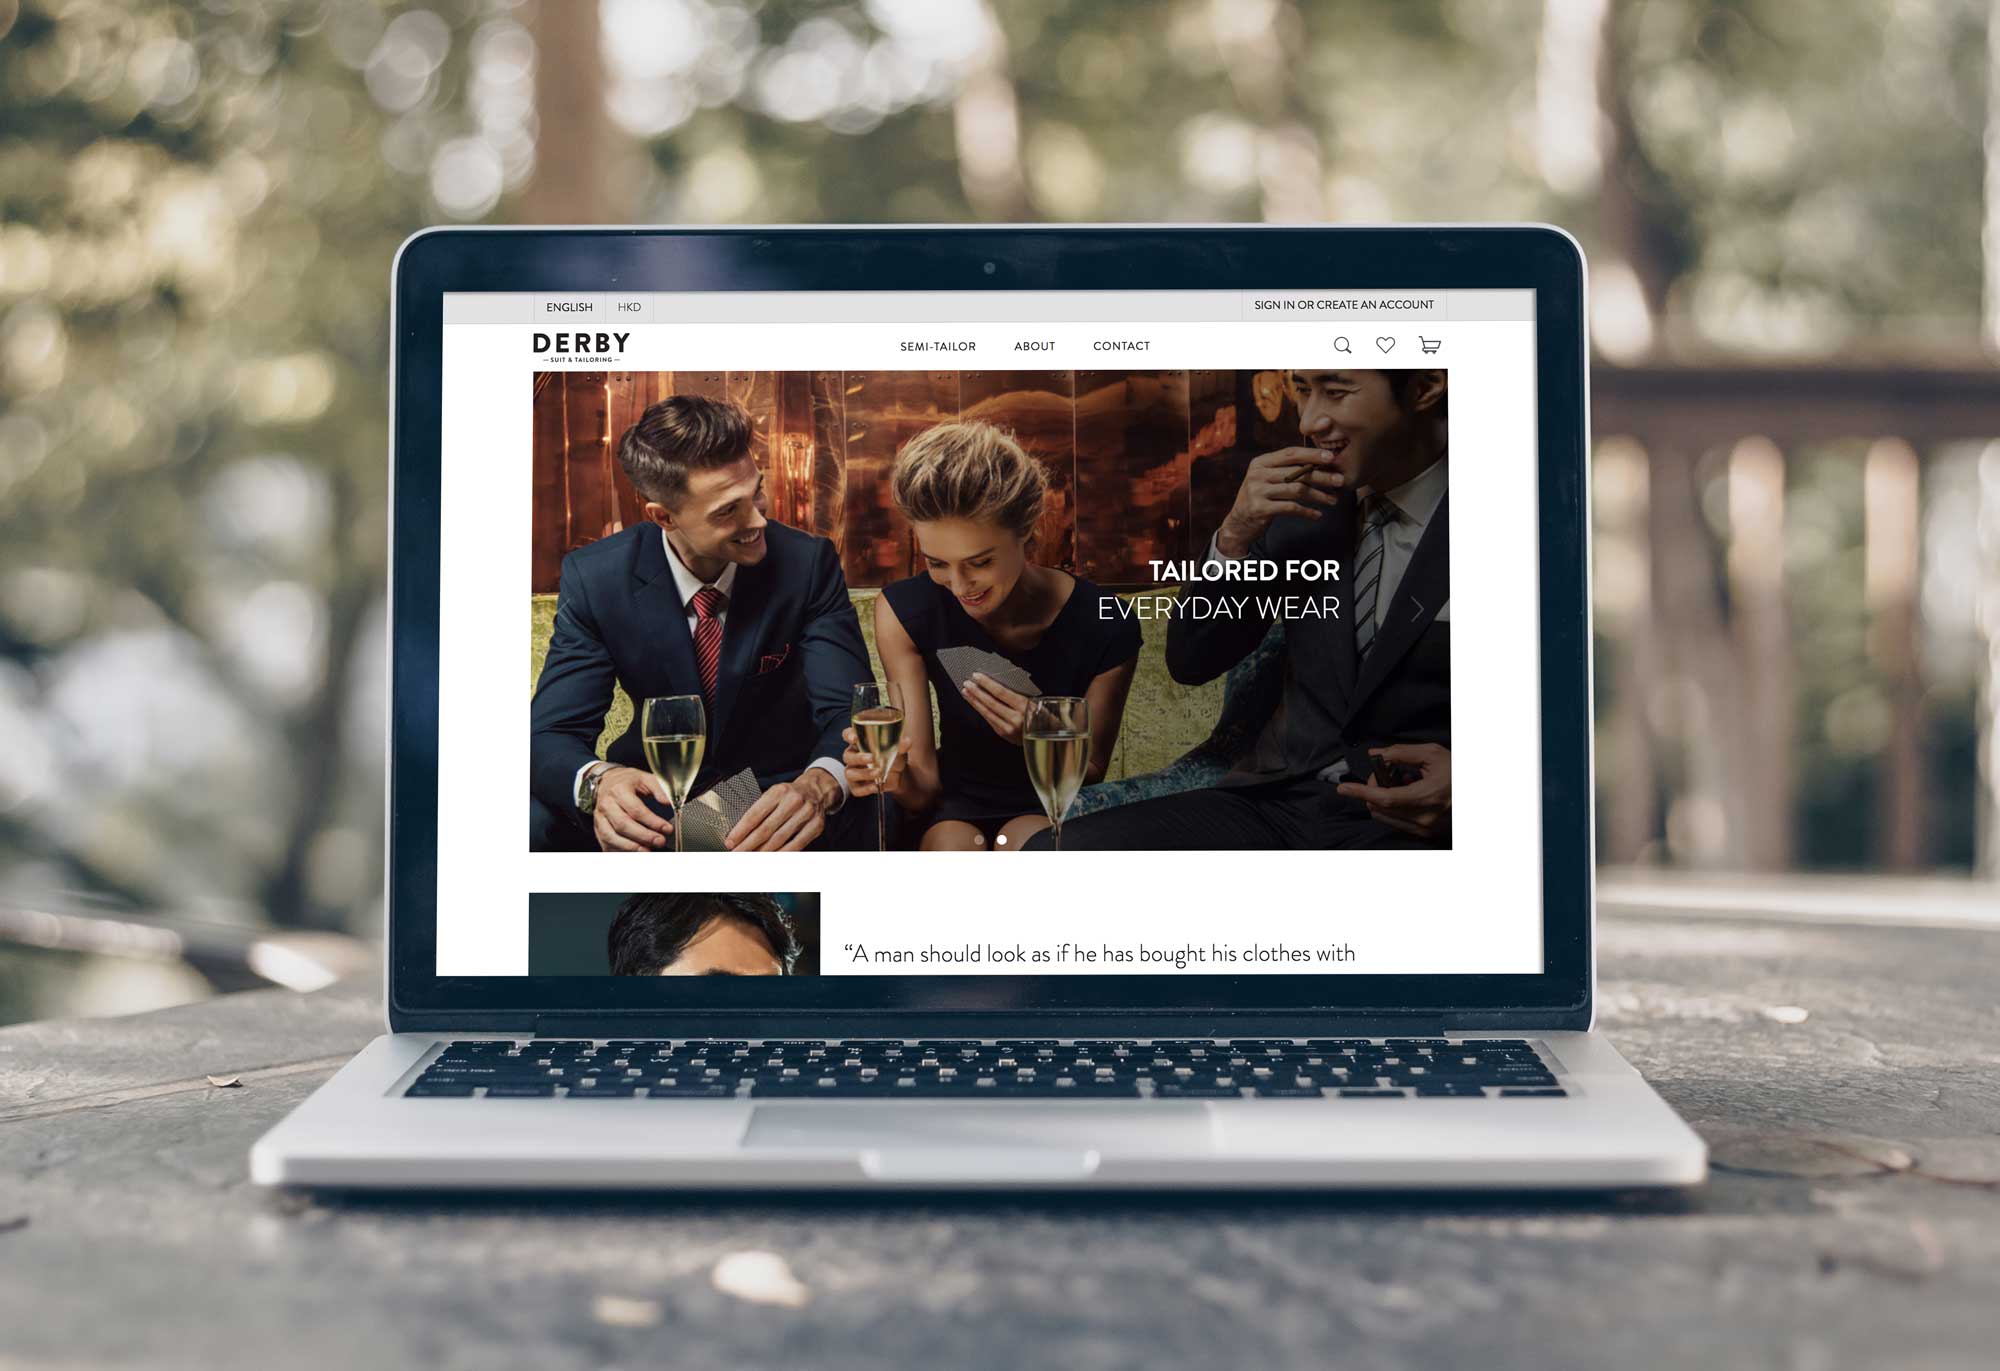 ENGLISH HKD SIGN IN OR CREATE AN ACCOUNT
DERBY
— SUIT & TAILORING —
SEMI-TAILOR ABOUT CONTACT
TAILORED FOR
EVERYDAY WEAR
“A man should look as if he has bought his clothes with